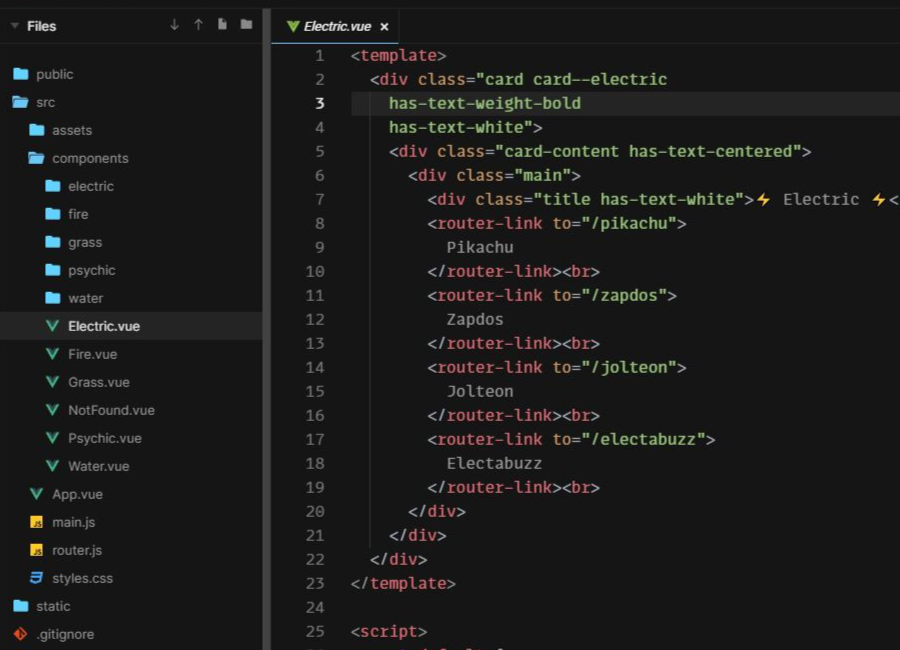 Files
public
src
assets
components
electric
fire
grass
psychic
water
Electric.vue
Fire.vue
Grass.vue
NotFound.vue
Psychic.vue
Water.vue
App.vue
main.js
router.js
styles.css
static
.gitignore
Electric.vue ×
1 <template>
2 <div class="card card--electric
3 has-text-weight-bold
4 has-text-white">
5 <div class="card-content has-text-centered">
6 <div class="main">
7 <div class="title has-text-white">⚡ Electric ⚡<
8 <router-link to="/pikachu">
9 Pikachu
10 </router-link><br>
11 <router-link to="/zapdos">
12 Zapdos
13 </router-link><br>
14 <router-link to="/jolteon">
15 Jolteon
16 </router-link><br>
17 <router-link to="/electabuzz">
18 Electabuzz
19 </router-link><br>
20 </div>
21 </div>
22 </div>
23 </template>
24
25 <script>